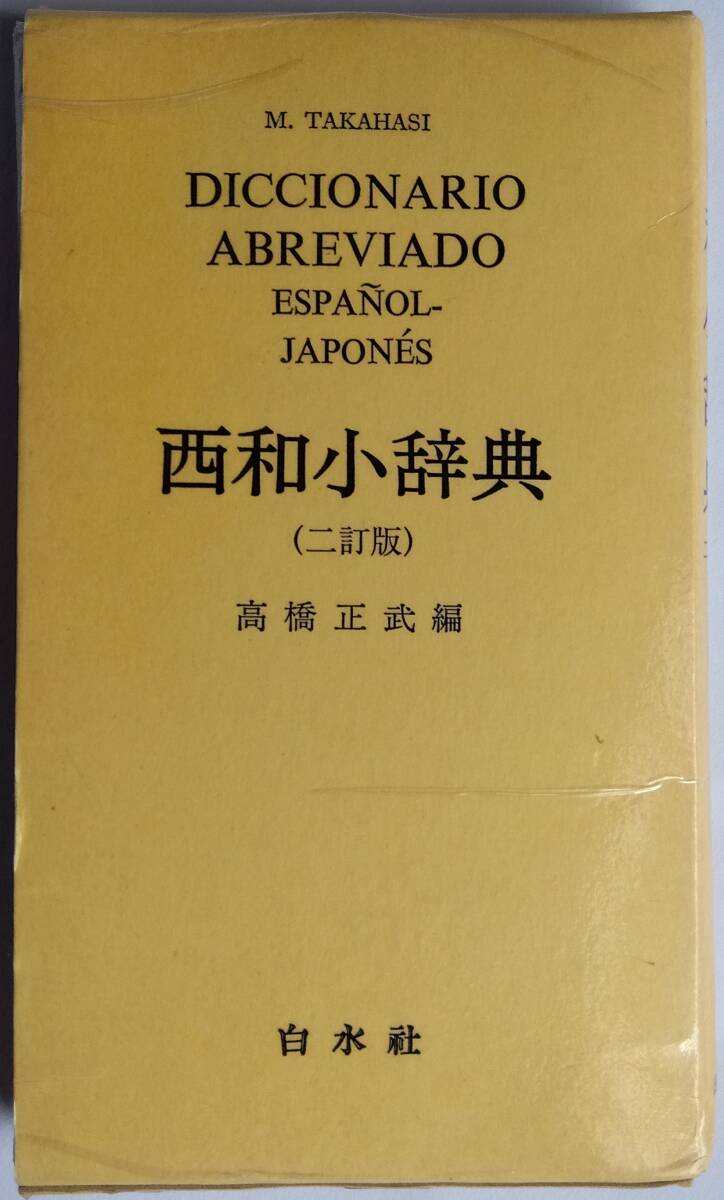 M. TAKAHASI
DICCIONARIO
ABREVIADO
ESPAÑOL-
JAPONÉS
西和小辞典
(二訂版)
高橋正武編
白水社